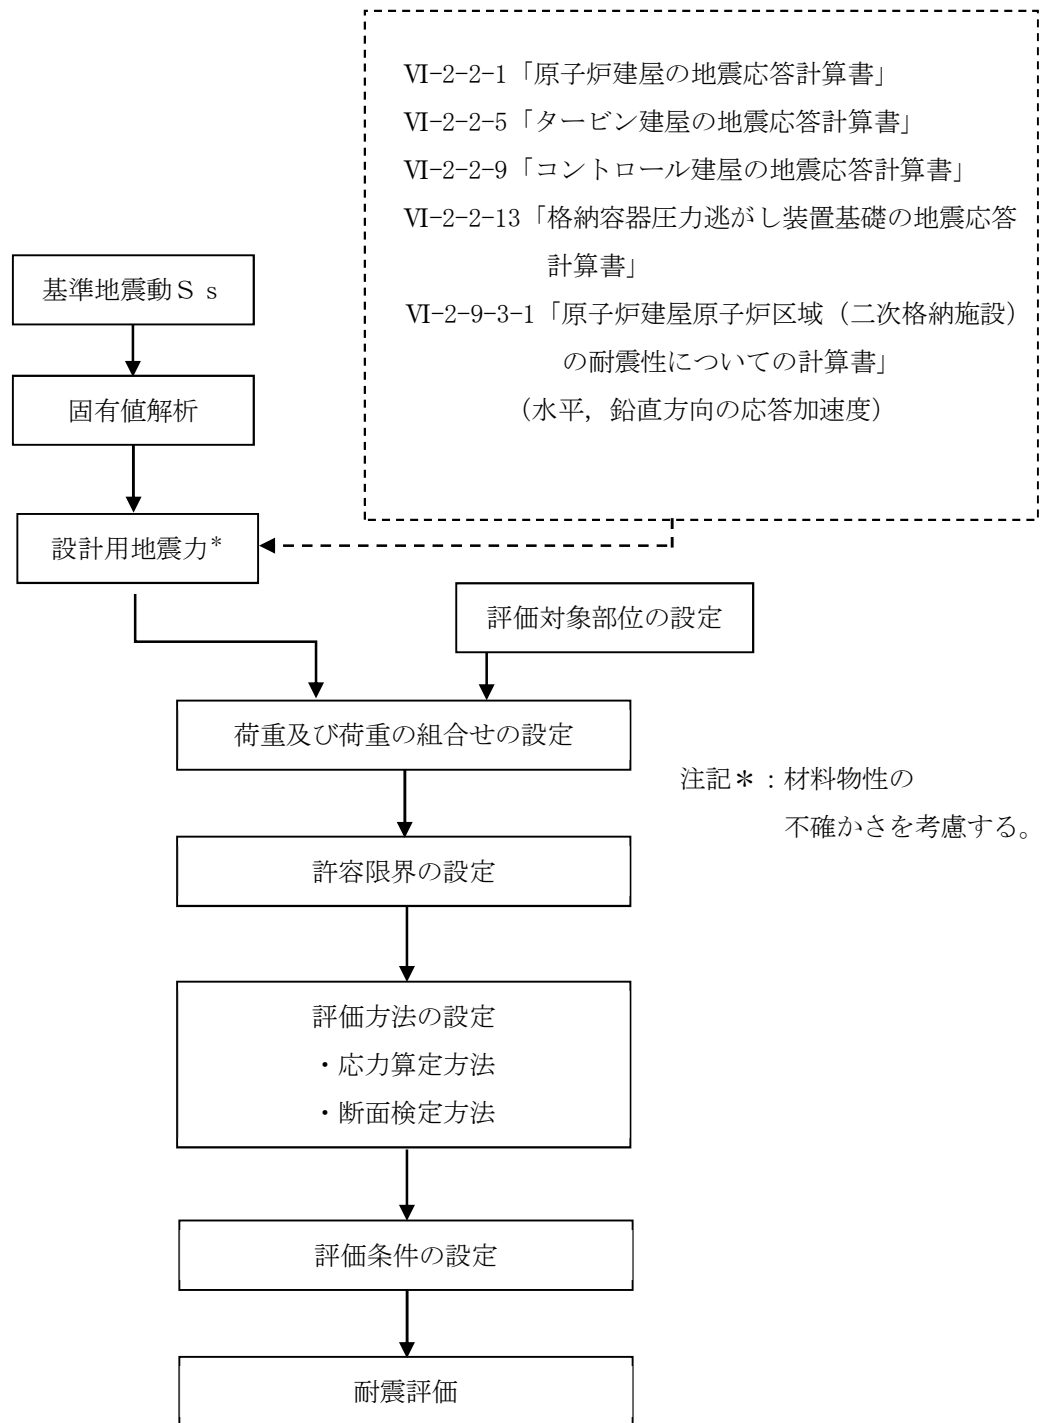 Ⅵ-2-2-1「原子炉建屋の地震応答計算書」
Ⅵ-2-2-5「タービン建屋の地震応答計算書」
Ⅵ-2-2-9「コントロール建屋の地震応答計算書」
Ⅵ-2-2-13「格納容器圧力逃がし装置基礎の地震応答
計算書」
Ⅵ-2-9-3-1「原子炉建屋原子炉区域（二次格納施設）
の耐震性についての計算書」
（水平，鉛直方向の応答加速度）
基準地震動Ｓｓ
固有値解析
設計用地震力*
評価対象部位の設定
荷重及び荷重の組合せの設定
注記＊：材料物性の
不確かさを考慮する。
許容限界の設定
評価方法の設定
・応力算定方法
・断面検定方法
評価条件の設定
耐震評価